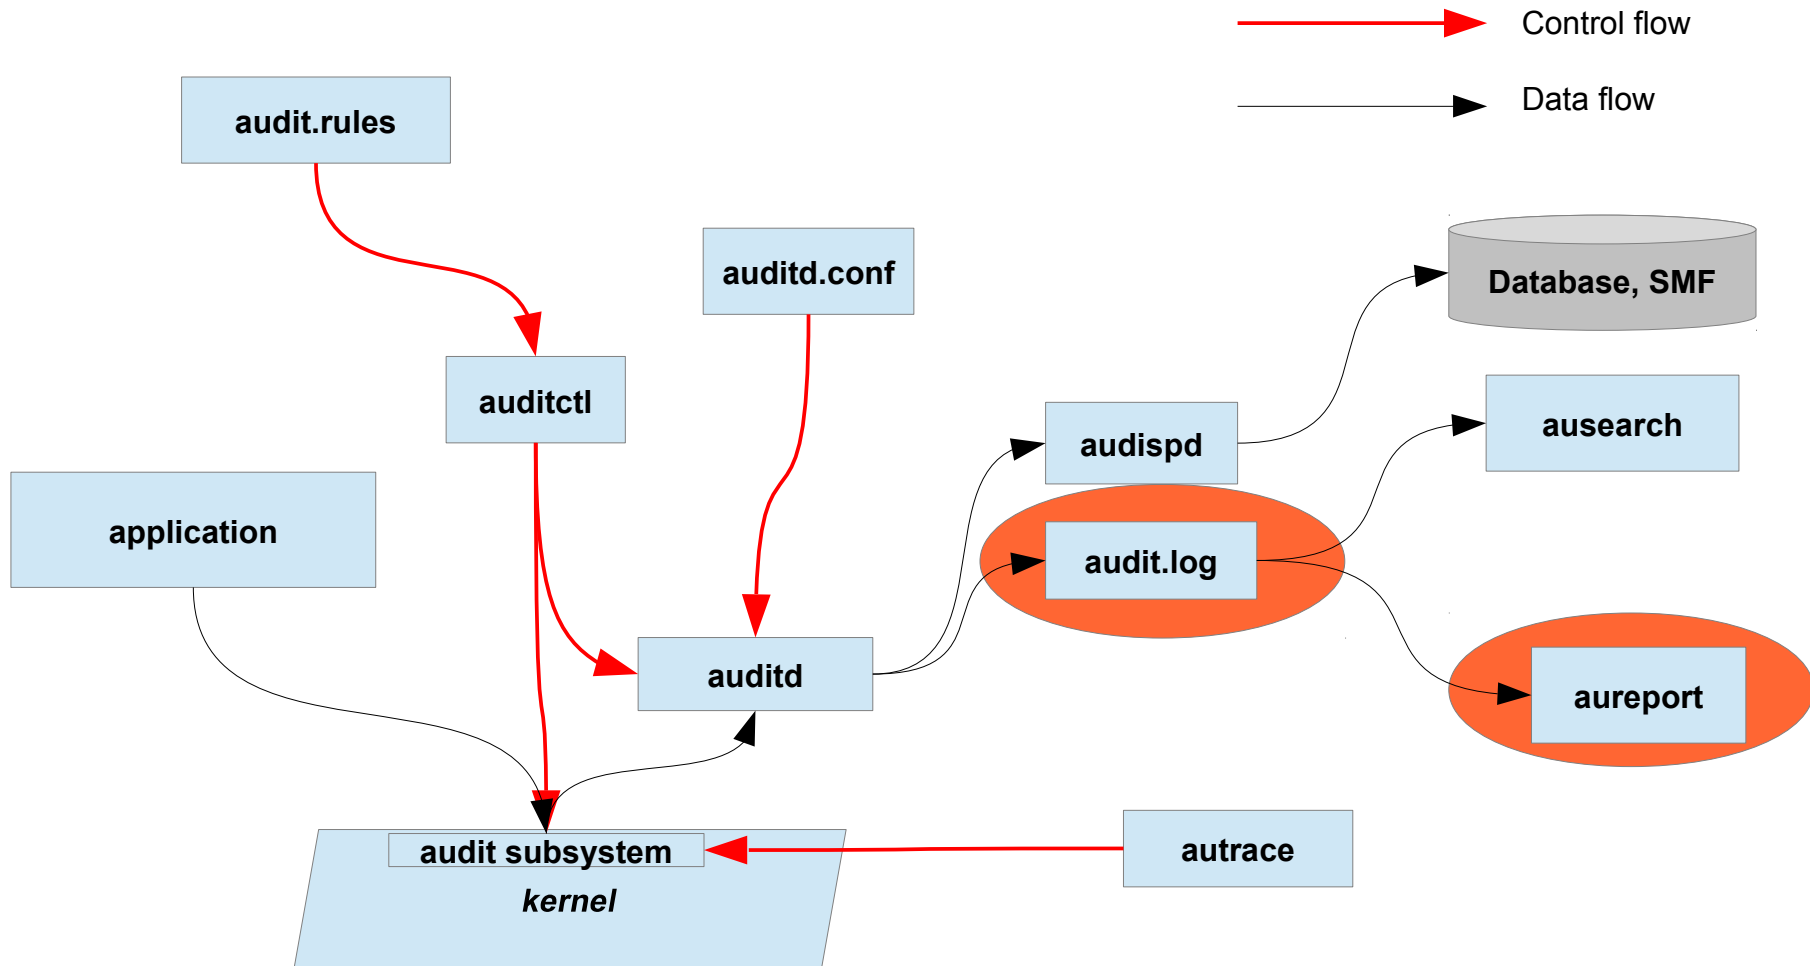 Control flow
Data flow
audit.rules
auditd.conf
Database, SMF
auditctl
ausearch
audispd
application
audit.log
auditd
aureport
audit subsystem
autrace
kernel